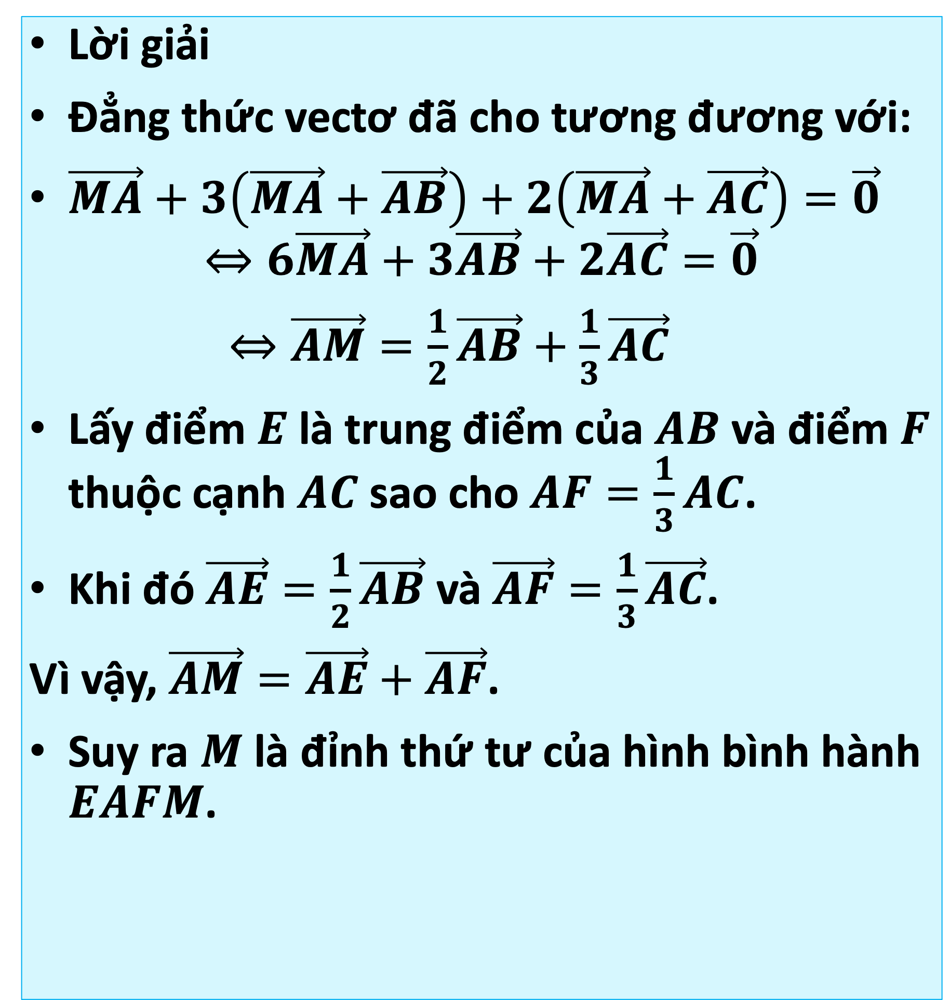 • Lời giải
• Đẳng thức vectơ đã cho tương đương với:
• $\overrightarrow{MA} + 3(\overrightarrow{MA} + \overrightarrow{AB}) + 2(\overrightarrow{MA} + \overrightarrow{AC}) = \overrightarrow{0}$
$\Leftrightarrow 6\overrightarrow{MA} + 3\overrightarrow{AB} + 2\overrightarrow{AC} = \overrightarrow{0}$
$\Leftrightarrow \overrightarrow{AM} = \frac{1}{2}\overrightarrow{AB} + \frac{1}{3}\overrightarrow{AC}$
• Lấy điểm $E$ là trung điểm của $AB$ và điểm $F$
thuộc cạnh $AC$ sao cho $AF = \frac{1}{3}AC$.
• Khi đó $\overrightarrow{AE} = \frac{1}{2}\overrightarrow{AB}$ và $\overrightarrow{AF} = \frac{1}{3}\overrightarrow{AC}$.
Vì vậy, $\overrightarrow{AM} = \overrightarrow{AE} + \overrightarrow{AF}$.
• Suy ra $M$ là đỉnh thứ tư của hình bình hành
$EAFM$.